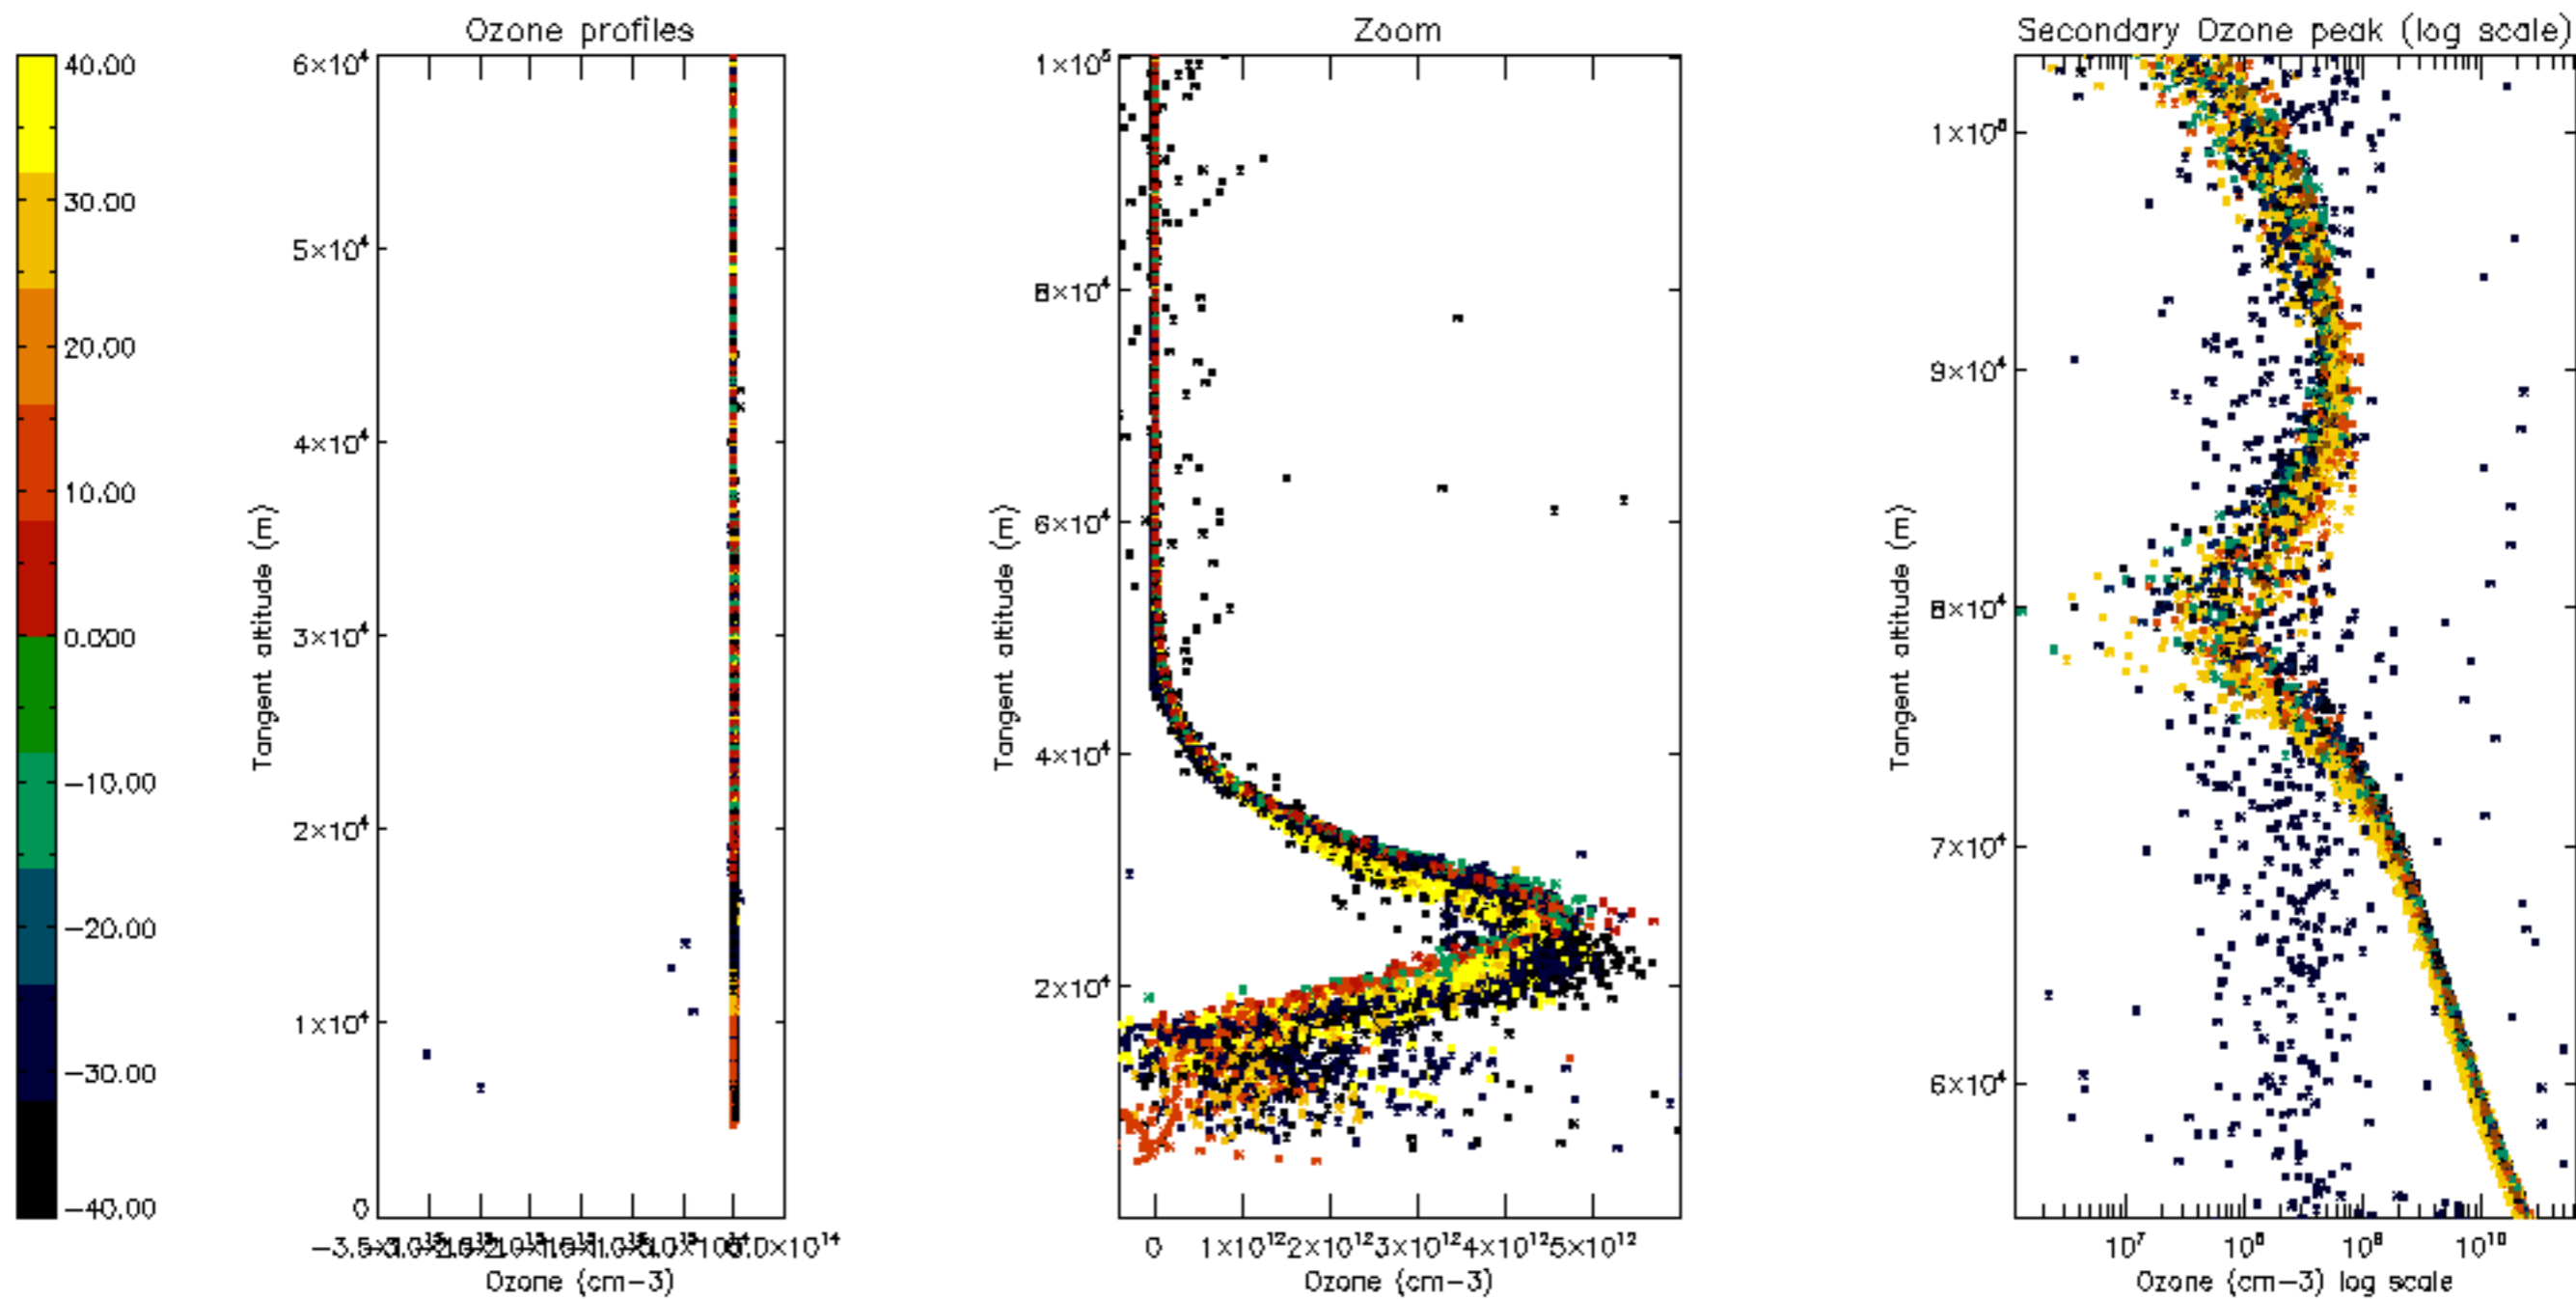 Ozone profiles
Zoom
Secondary Ozone peak (log scale)
40.00
30.00
20.00
10.00
−10.00
−20.00
−30.00
−40.00
6×10⁴
5×10⁴
4×10⁴
3×10⁴
2×10⁴
1×10⁴
0
Tangent altitude (m)
5.0×10¹⁴
Ozone (cm−3)
1×10⁵
8×10⁴
6×10⁴
4×10⁴
2×10⁴
Tangent altitude (m)
0 1×10¹² 2×10¹² 3×10¹² 4×10¹² 5×10¹²
Ozone (cm−3)
9×10⁴
8×10⁴
7×10⁴
6×10⁴
Tangent altitude (m)
10⁷ 10⁸ 10⁹ 10¹⁰
Ozone (cm−3) log scale